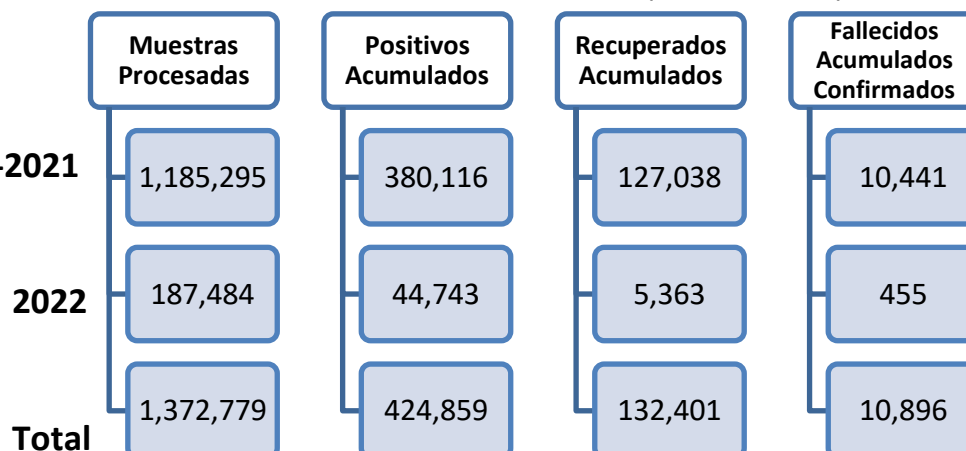 Muestras
Procesadas
Positivos
Acumulados
Recuperados
Acumulados
Fallecidos
Acumulados
Confirmados
-2021
1,185,295
380,116
127,038
10,441
2022
187,484
44,743
5,363
455
Total
1,372,779
424,859
132,401
10,896